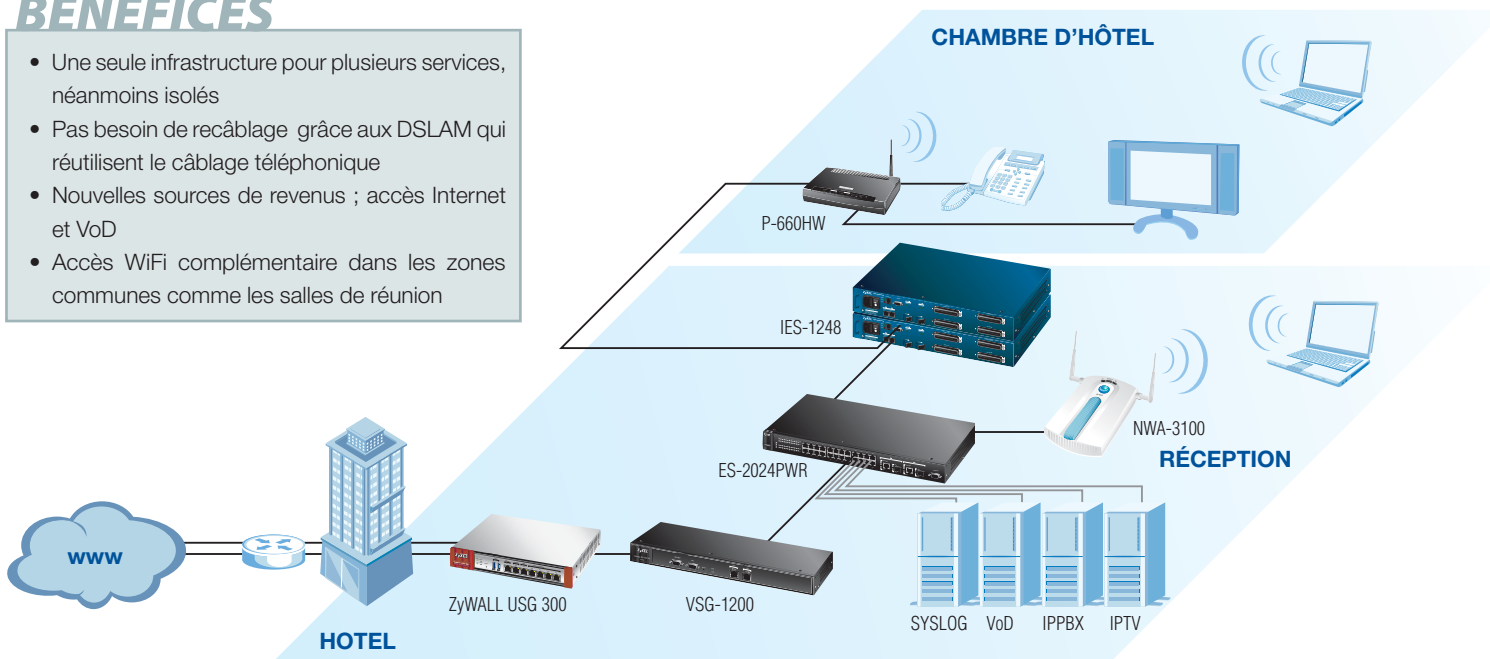 BÉNÉFICES
• Une seule infrastructure pour plusieurs services,
néanmoins isolés
• Pas besoin de recâblage grâce aux DSLAM qui
réutilisent le câblage téléphonique
• Nouvelles sources de revenus ; accès Internet
et VoD
• Accès WiFi complémentaire dans les zones
communes comme les salles de réunion
CHAMBRE D'HÔTEL
P-660HW
IES-1248
NWA-3100
RÉCEPTION
ES-2024PWR
www
ZyWALL USG 300
VSG-1200
SYSLOG VoD IPPBX IPTV
HOTEL